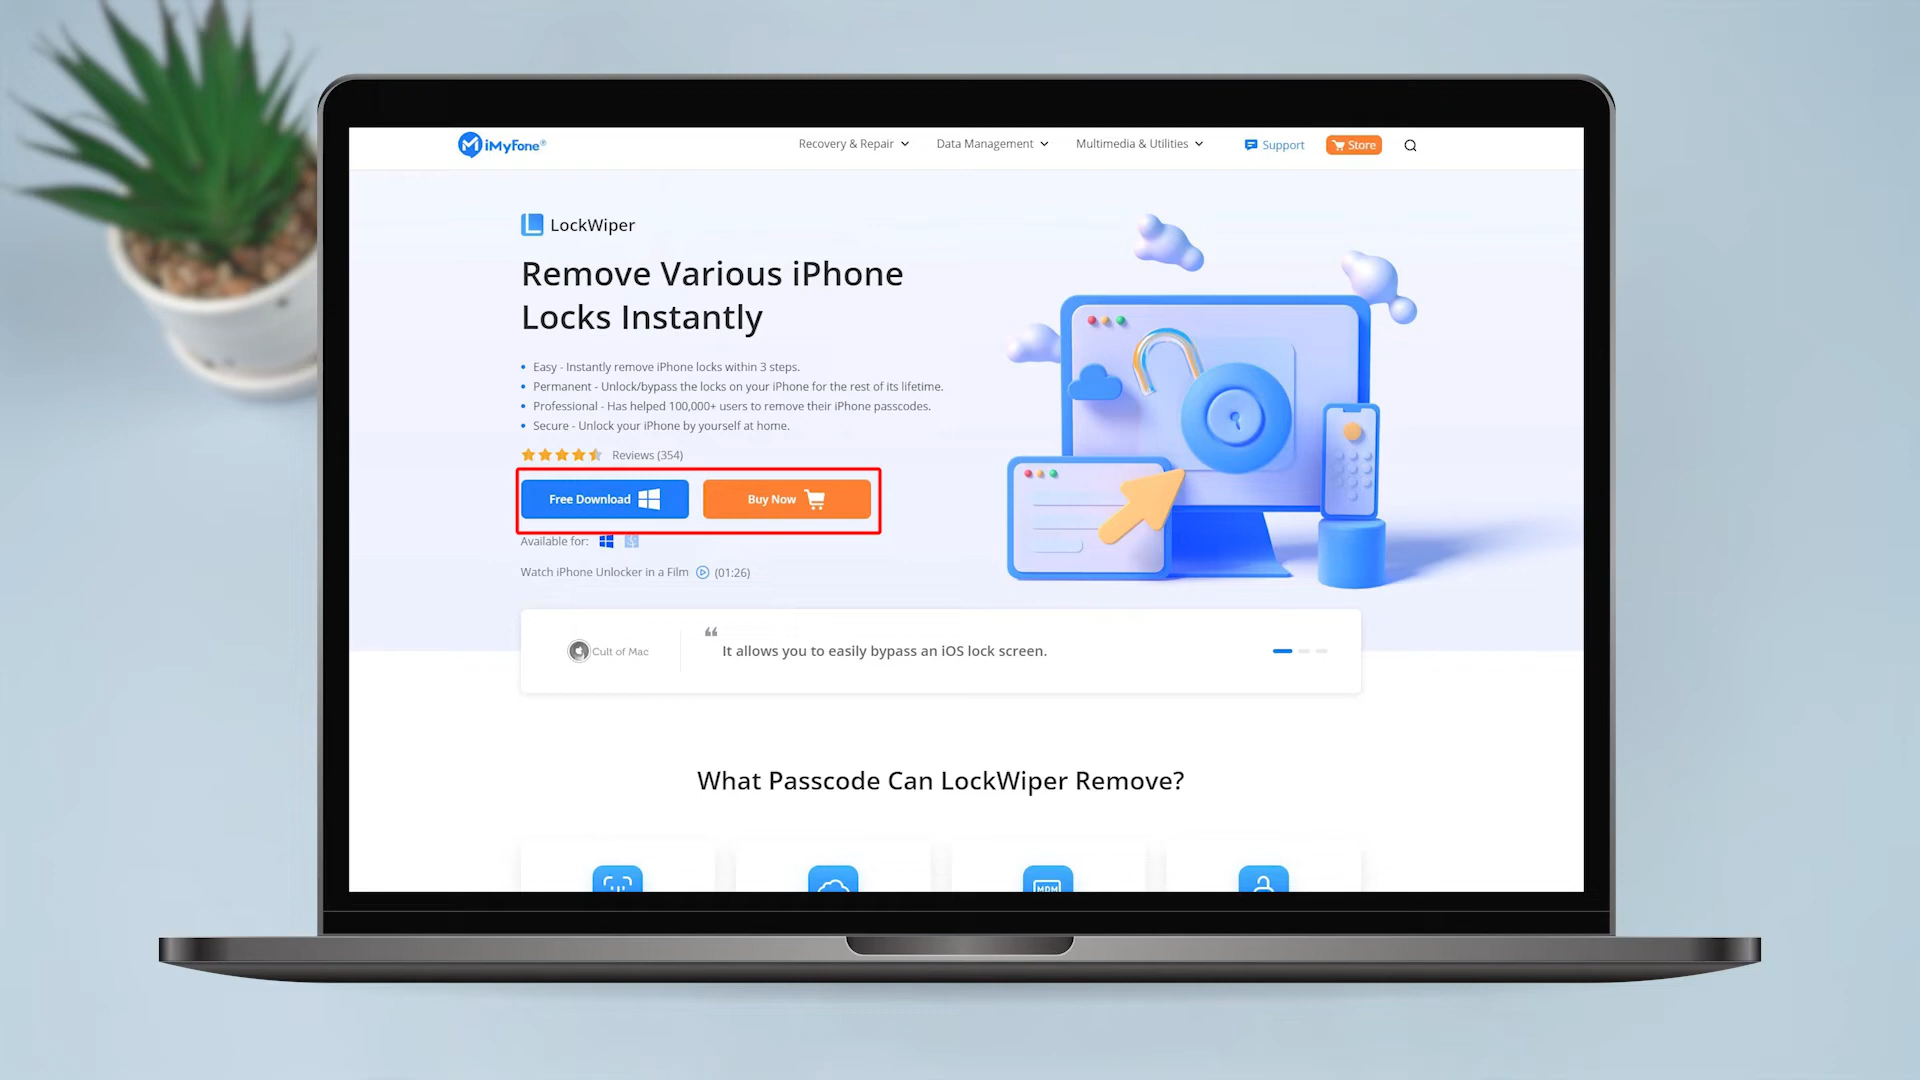 iMyFone®
Recovery & Repair
Data Management
Multimedia & Utilities
Support
Store
LockWiper
Remove Various iPhone
Locks Instantly
Easy - Instantly remove iPhone locks within 3 steps.
Permanent - Unlock/bypass the locks on your iPhone for the rest of its lifetime.
Professional - Has helped 100,000+ users to remove their iPhone passcodes.
Secure - Unlock your iPhone by yourself at home.
Reviews (354)
Free Download
Buy Now
Available for:
Watch iPhone Unlocker in a Film
(01:26)
Cult of Mac
“ It allows you to easily bypass an iOS lock screen.
What Passcode Can LockWiper Remove?
MDM